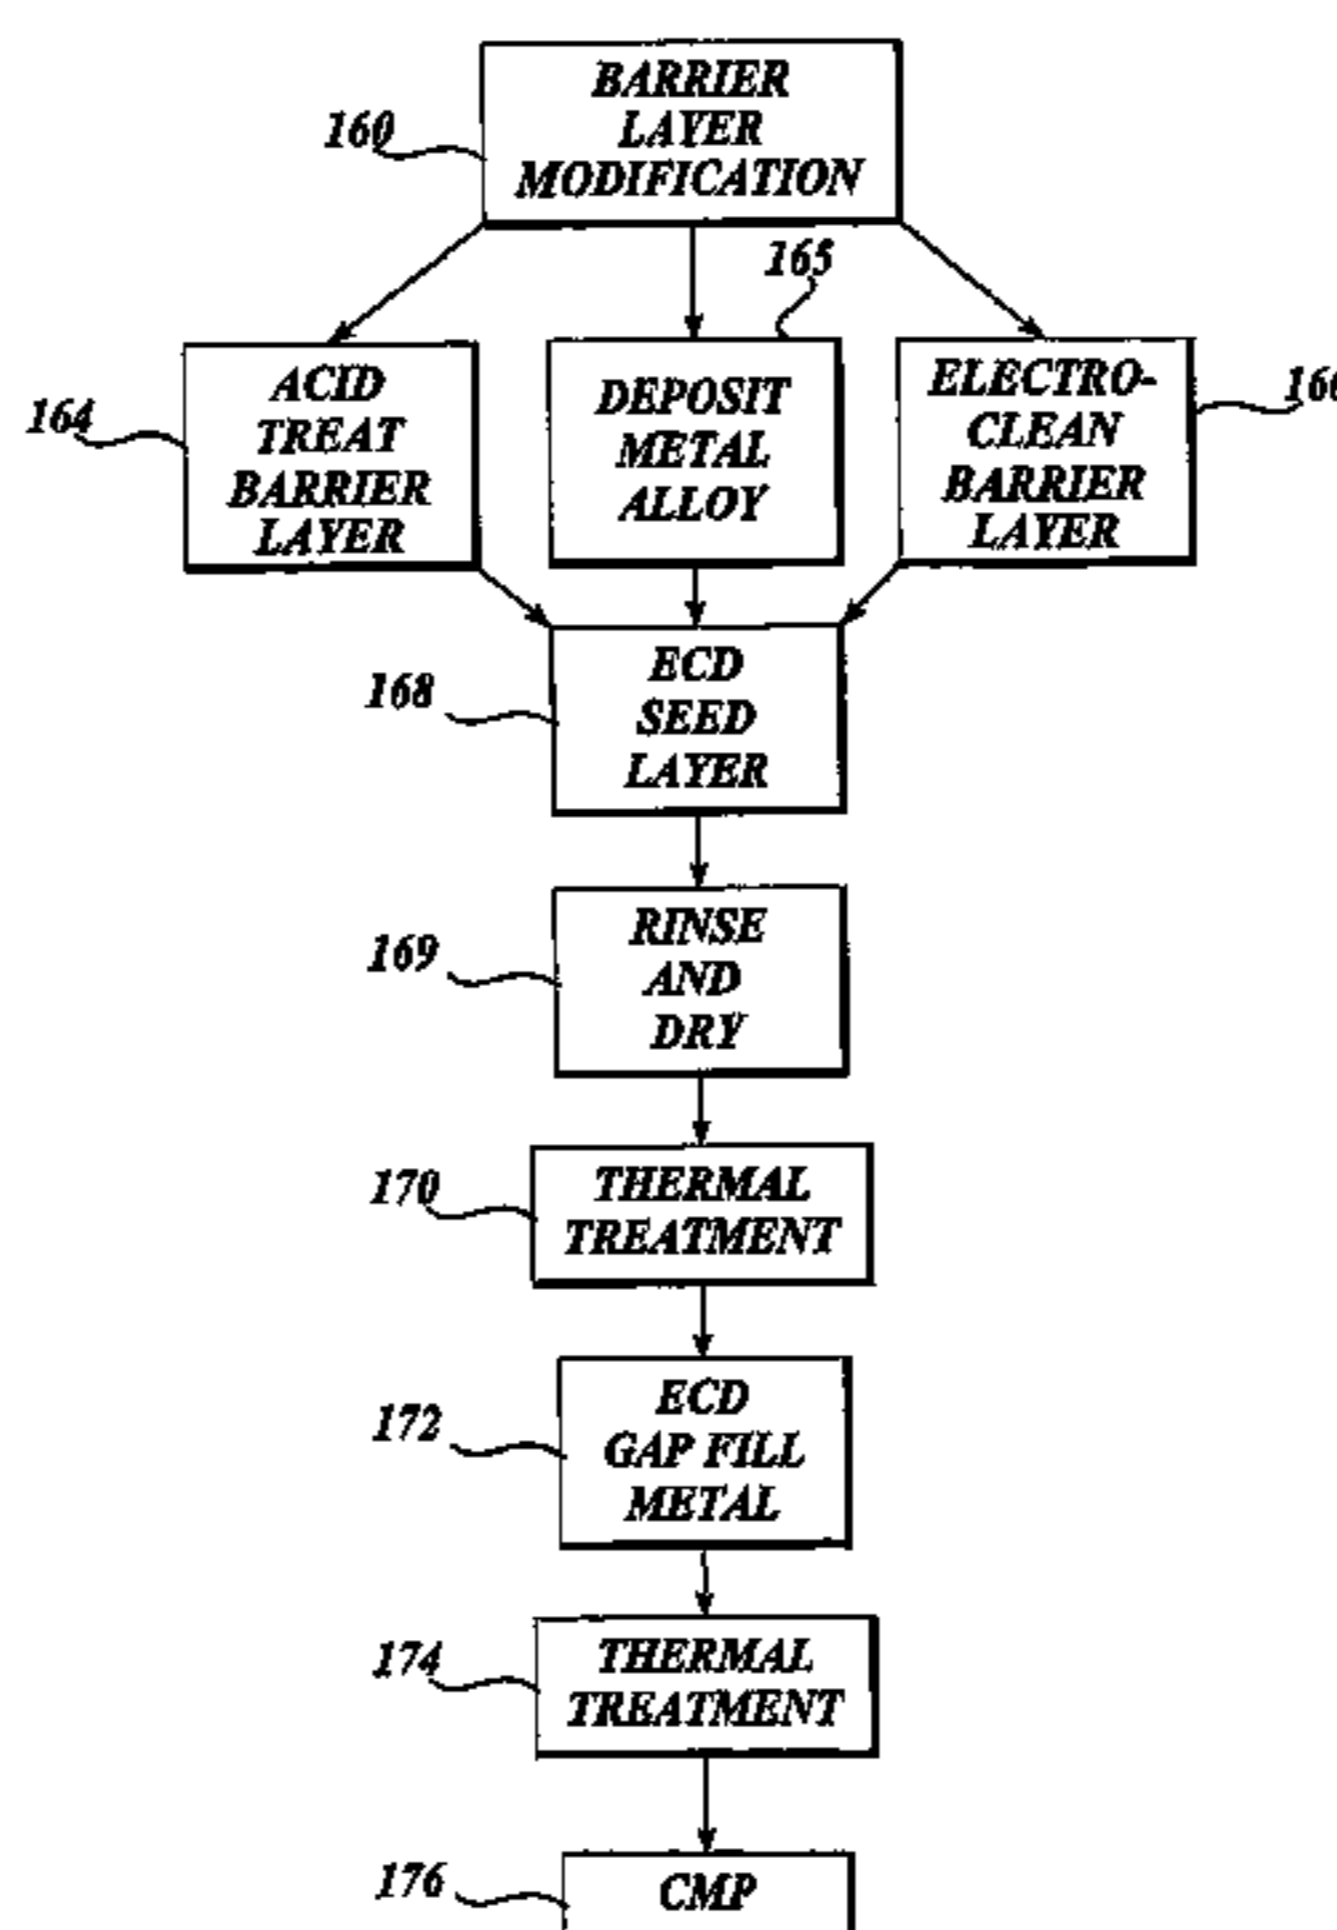 BARRIER
LAYER
MODIFICATION
160
165
ACID
TREAT
BARRIER
LAYER
164
DEPOSIT
METAL
ALLOY
ELECTRO-
CLEAN
BARRIER
LAYER
166
ECD
SEED
LAYER
168
RINSE
AND
DRY
169
THERMAL
TREATMENT
170
ECD
GAP FILL
METAL
172
THERMAL
TREATMENT
174
CMP
176